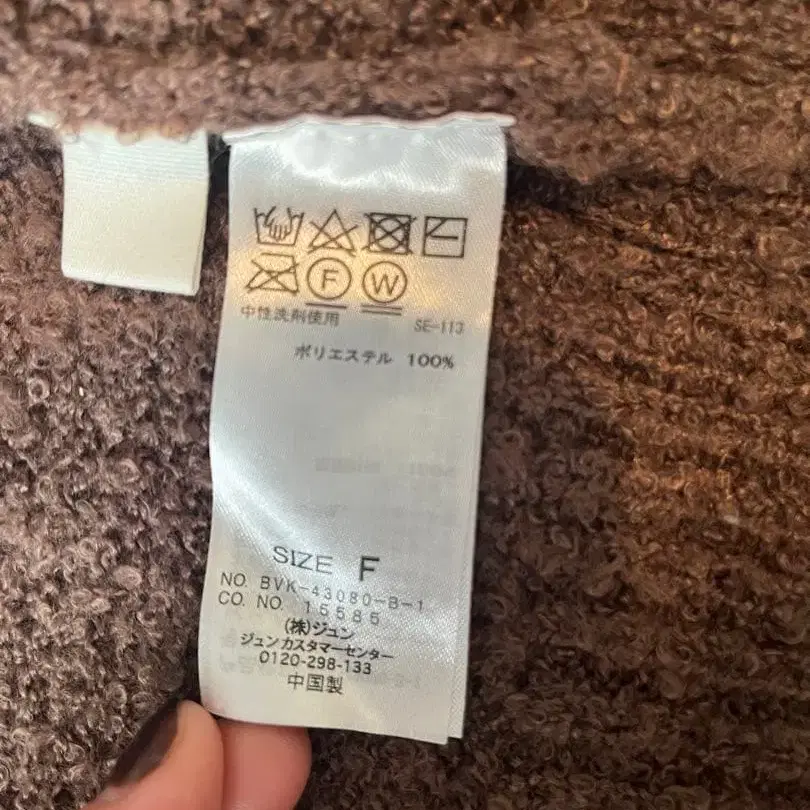 F W
中性洗剤使用 SE-113
ポリエステル 100%
SIZE F
NO. BVK-43080-B-1
CO. NO. 15585
(株)ジュン
ジュンカスタマーセンター
0120-298-133
中国製